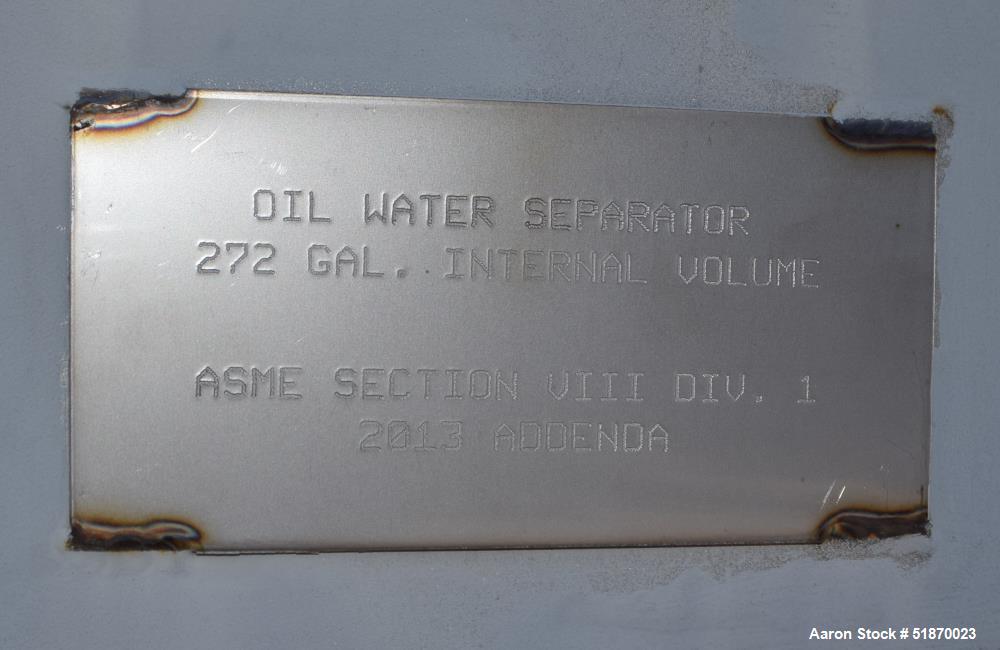 OIL WATER SEPARATOR
272 GAL. INTERNAL VOLUME
ASME SECTION VIII DIV. 1
2013 ADDENDA
Aaron Stock # 51870023